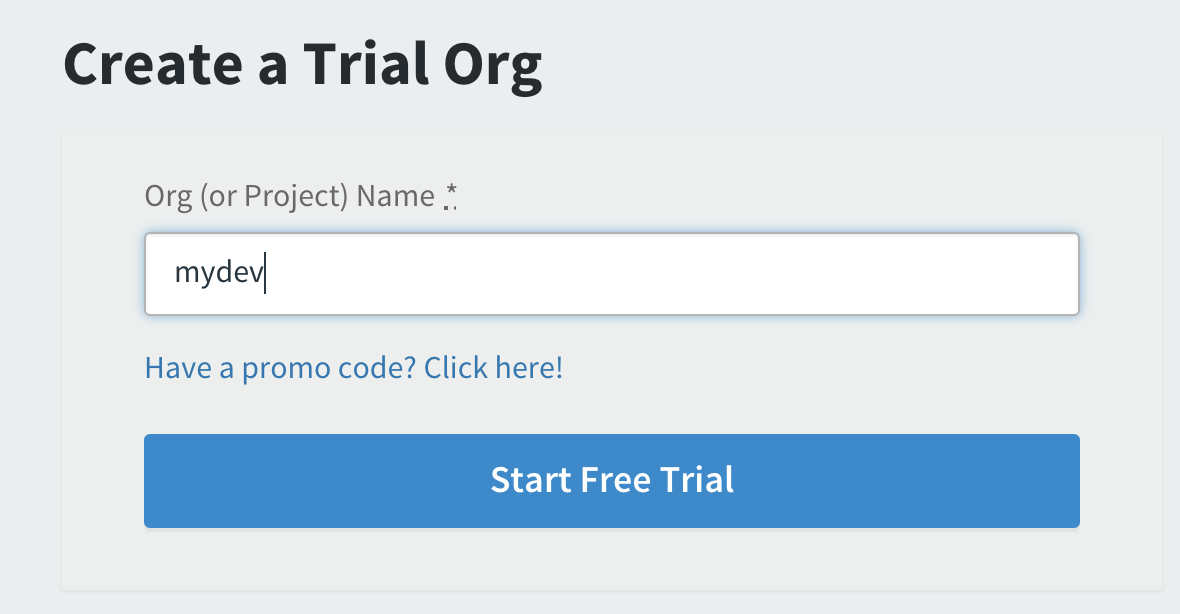 Create a Trial Org
Org (or Project) Name *
mydev
Have a promo code? Click here!
Start Free Trial